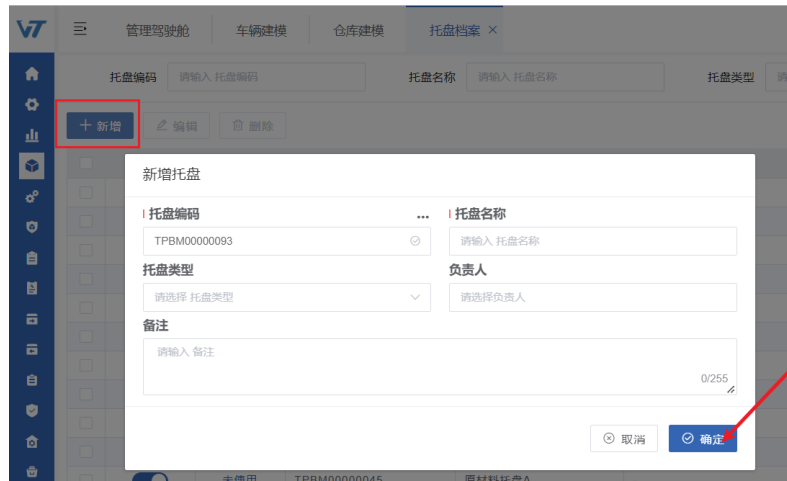 VT 管理驾驶舱 车辆建模 仓库建模 托盘档案 ×
托盘编码 请输入 托盘编码 托盘名称 请输入 托盘名称 托盘类型
+ 新增 编辑 删除
新增托盘
托盘编码 ... 托盘名称
TPBM00000093 请输入 托盘名称
托盘类型 负责人
请选择 托盘类型 请选择负责人
备注
请输入 备注
0/255
取消 确定
未使用 TPBM00000045 原材料托盘A